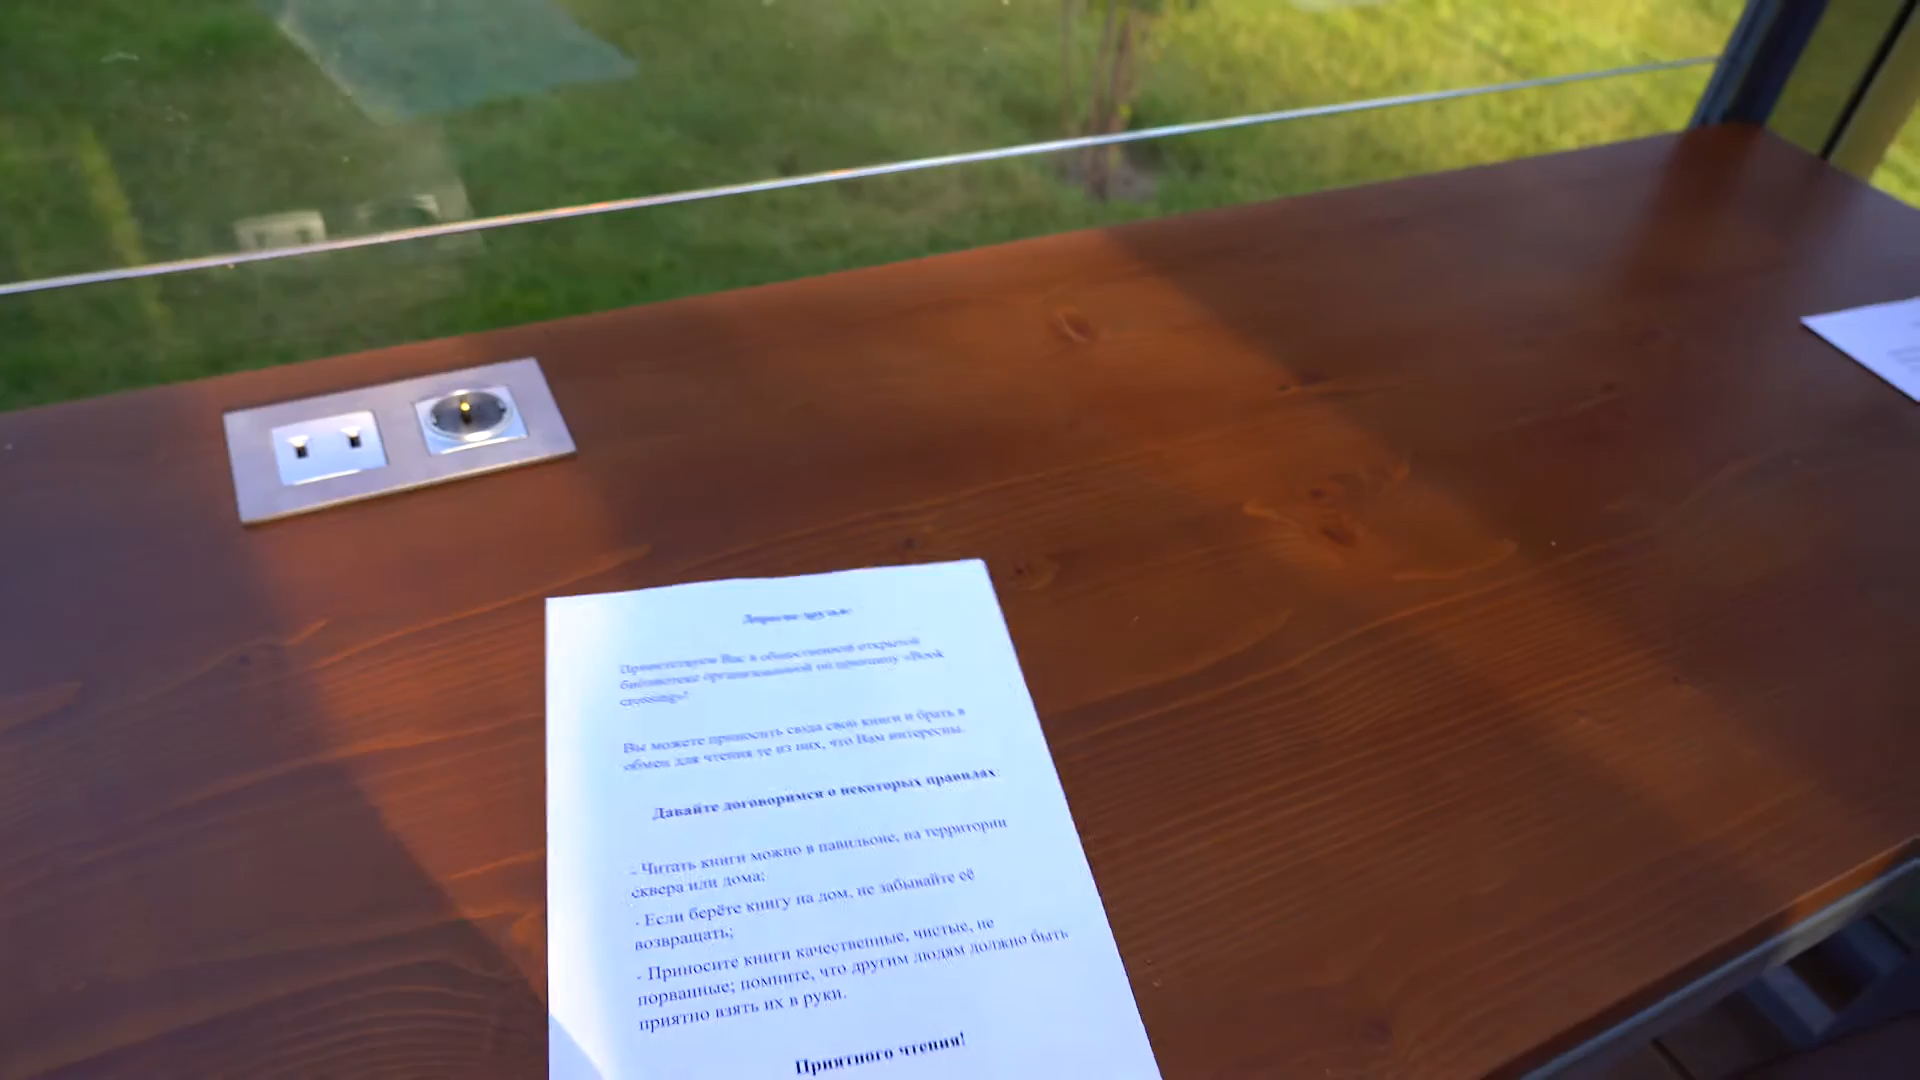 Дорогие друзья!
Приветствуем Вас в общественной открытой
библиотеке организованной по принципу «Book
crossing»!
Вы можете приносить сюда свои книги и брать в
обмен для чтения те из них, что Вам интересны.
Давайте договоримся о некоторых правилах:
- Читать книги можно в павильоне, на территории
сквера или дома;
- Если берёте книгу на дом, не забывайте её
возвращать;
- Приносите книги качественные, чистые, не
порванные; помните, что другим людям должно быть
приятно взять их в руки.
Приятного чтения!